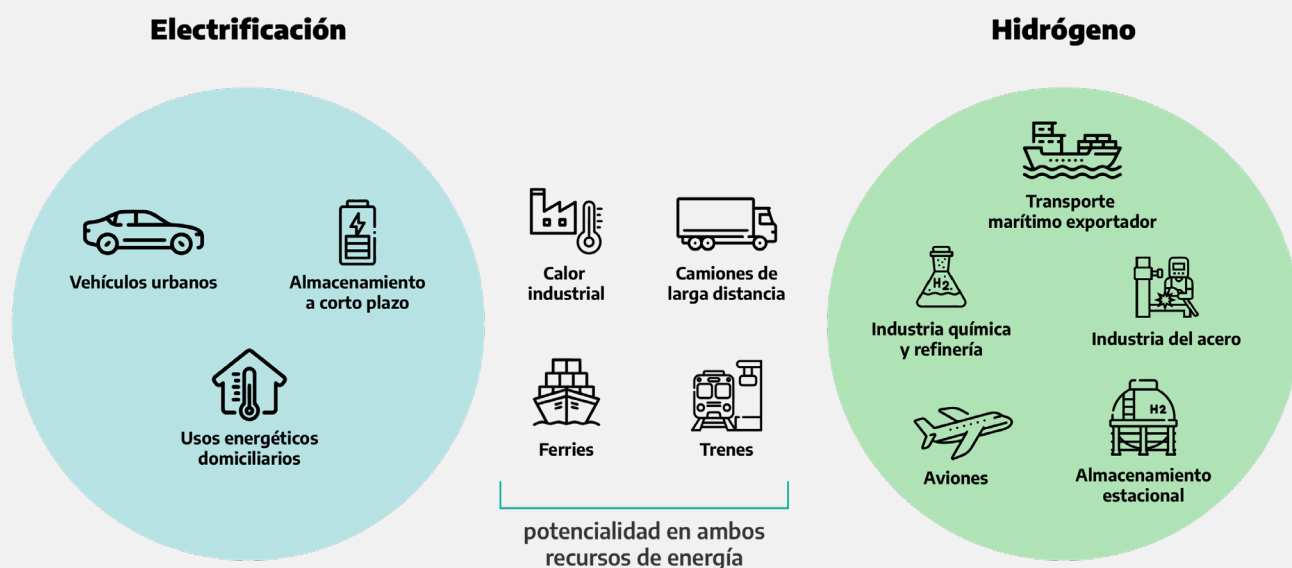 Electrificación
Hidrógeno
Vehículos urbanos
Almacenamiento
a corto plazo
Usos energéticos
domiciliarios
Calor
industrial
Camiones de
larga distancia
Ferries
Trenes
potencialidad en ambos
recursos de energía
Transporte
marítimo exportador
H2.
Industria química
y refinería
Industria del acero
Aviones
H2
Almacenamiento
estacional